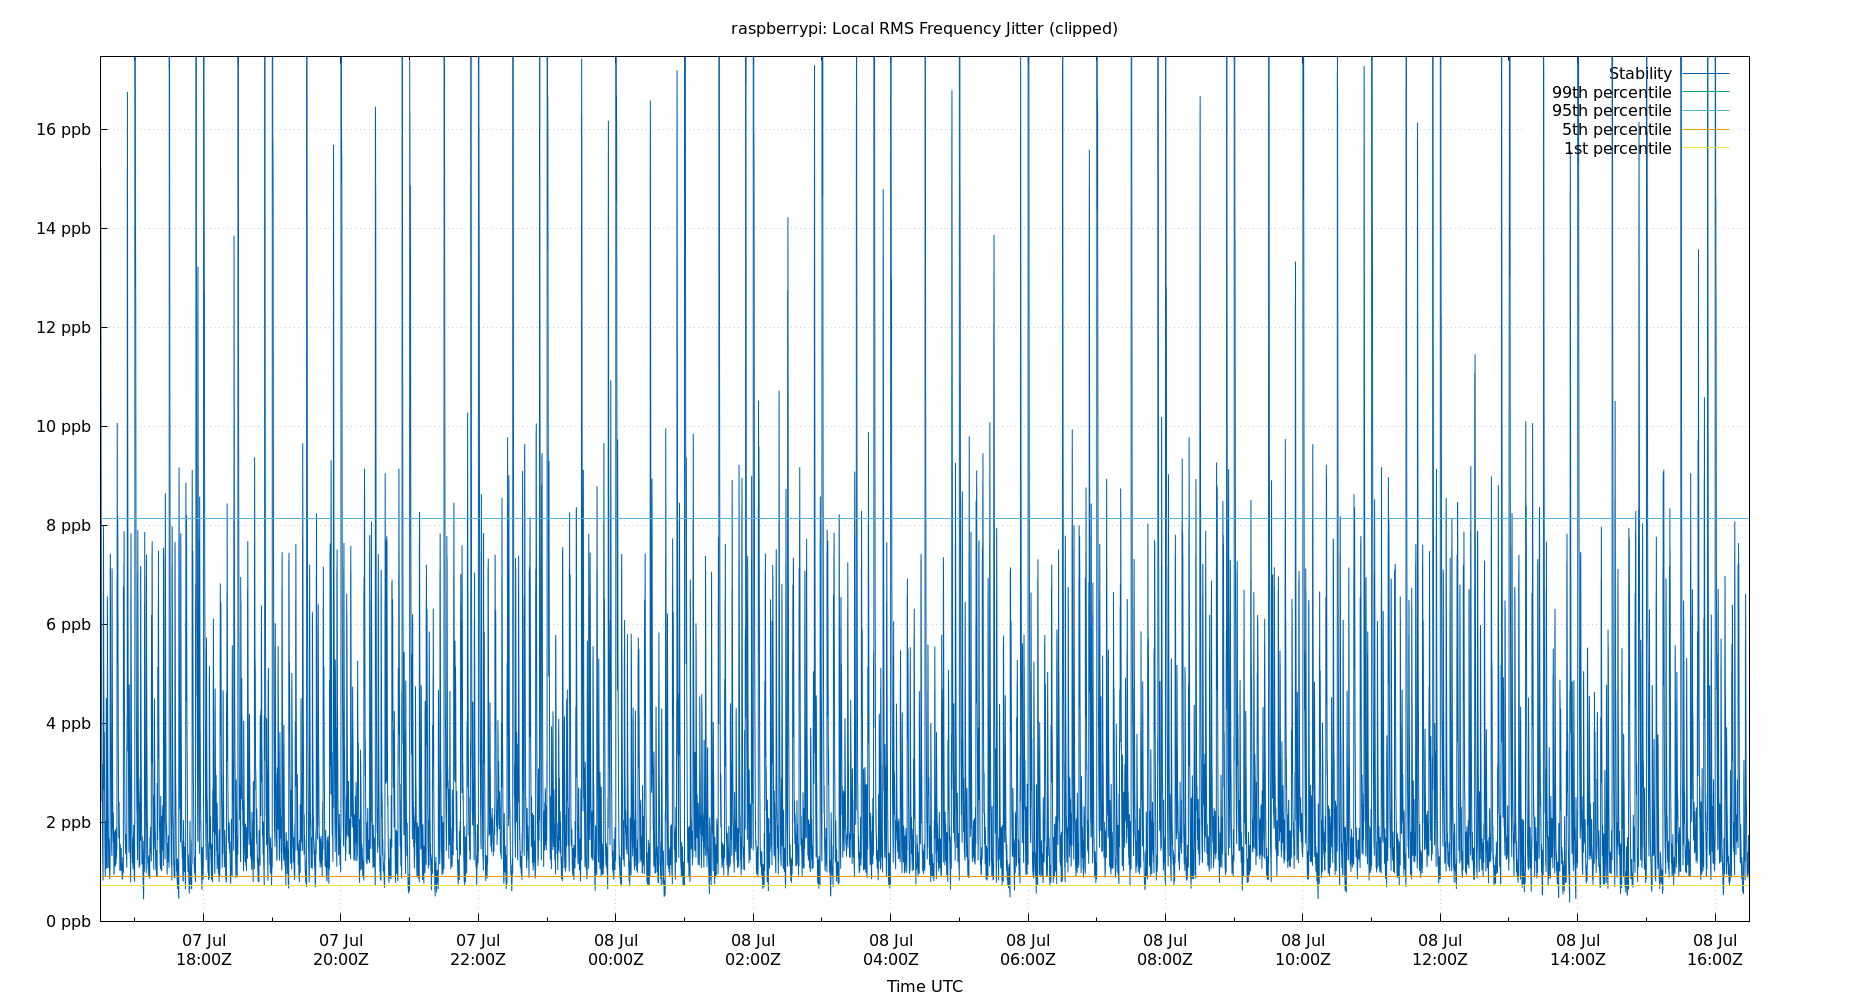 raspberrypi: Local RMS Frequency Jitter (clipped)
Stability
99th percentile
95th percentile
5th percentile
1st percentile
16 ppb
14 ppb
12 ppb
10 ppb
8 ppb
6 ppb
4 ppb
2 ppb
0 ppb
07 Jul 07 Jul 07 Jul 08 Jul 08 Jul 08 Jul 08 Jul 08 Jul 08 Jul 08 Jul 08 Jul 08 Jul
18:00Z 20:00Z 22:00Z 00:00Z 02:00Z 04:00Z 06:00Z 08:00Z 10:00Z 12:00Z 14:00Z 16:00Z
Time UTC